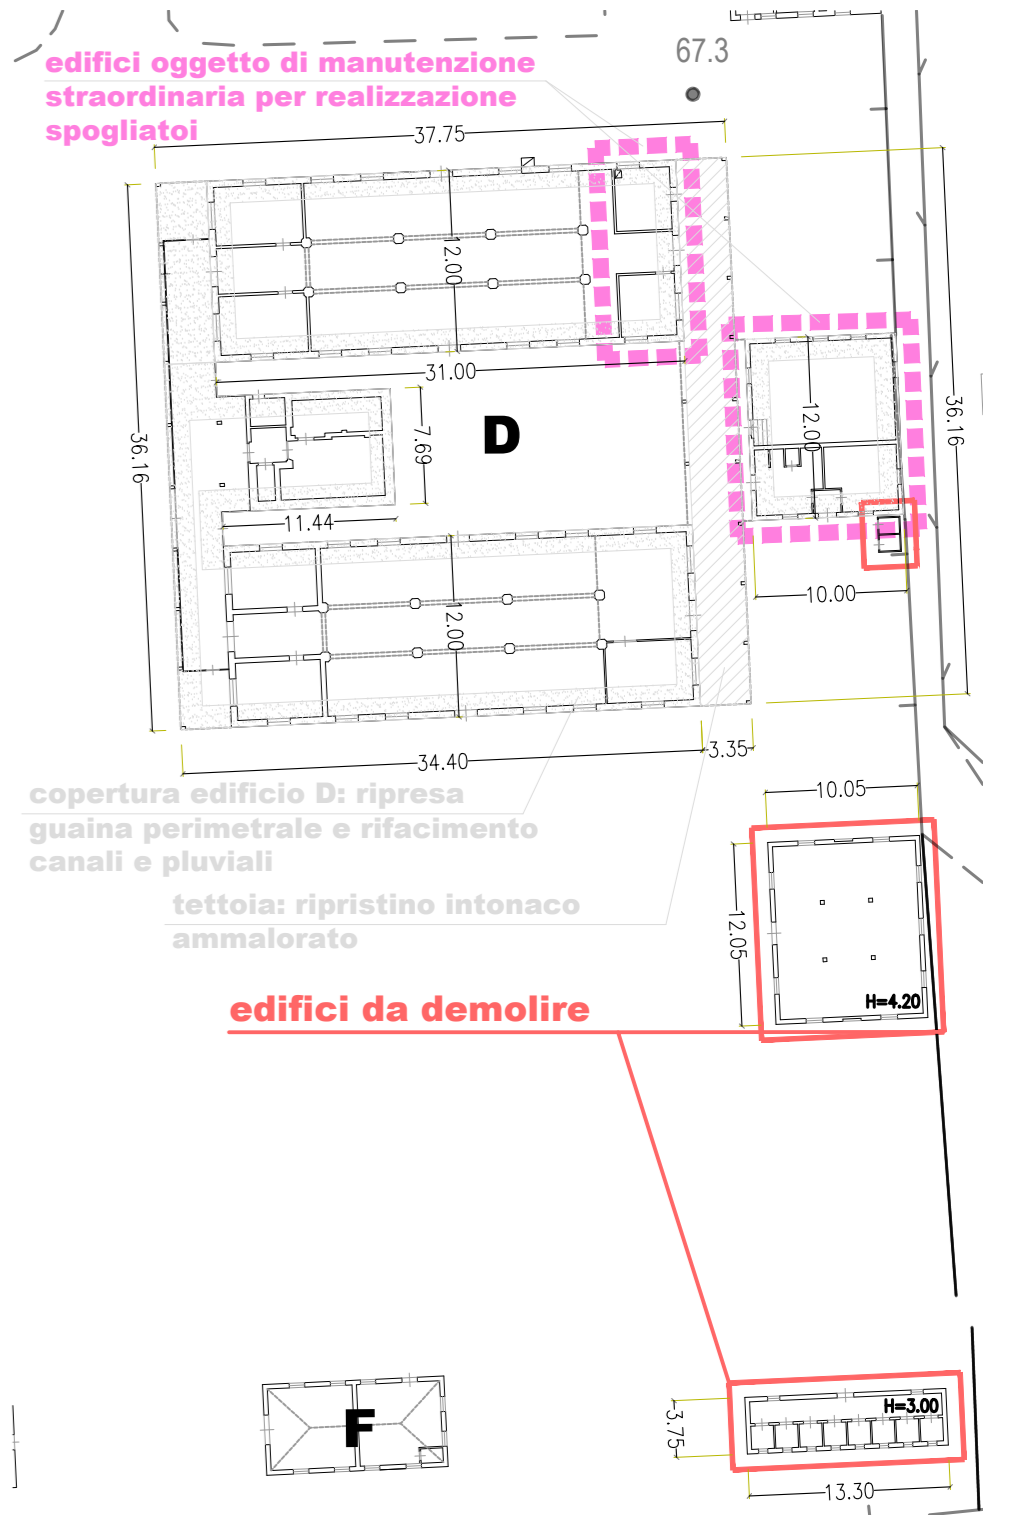 67.3
edifici oggetto di manutenzione
straordinaria per realizzazione
spogliatoi
37.75
12.00
31.00
D
12.00
36.16
36.16
7.69
11.44
12.00
10.00
34.40
3.35
copertura edificio D: ripresa
guaina perimetrale e rifacimento
canali e pluviali
10.05
tettoia: ripristino intonaco
ammalorato
12.05
H=4.20
edifici da demolire
F
H=3.00
3.75
13.30